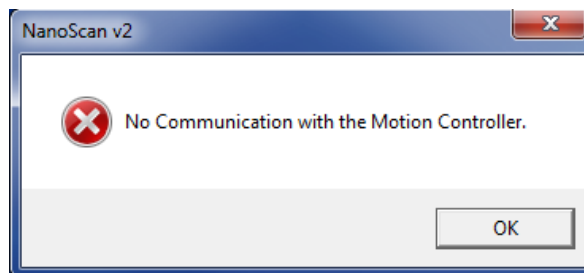 NanoScan v2
No Communication with the Motion Controller.
OK